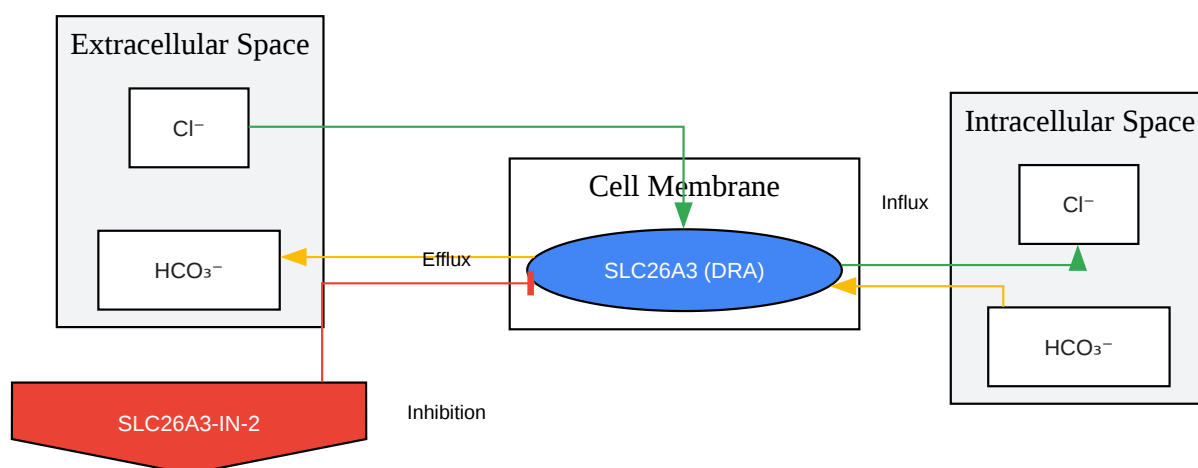 Extracellular Space
Cl⁻
HCO₃⁻
Efflux
Cell Membrane
SLC26A3 (DRA)
Influx
Intracellular Space
Cl⁻
HCO₃⁻
SLC26A3-IN-2
Inhibition